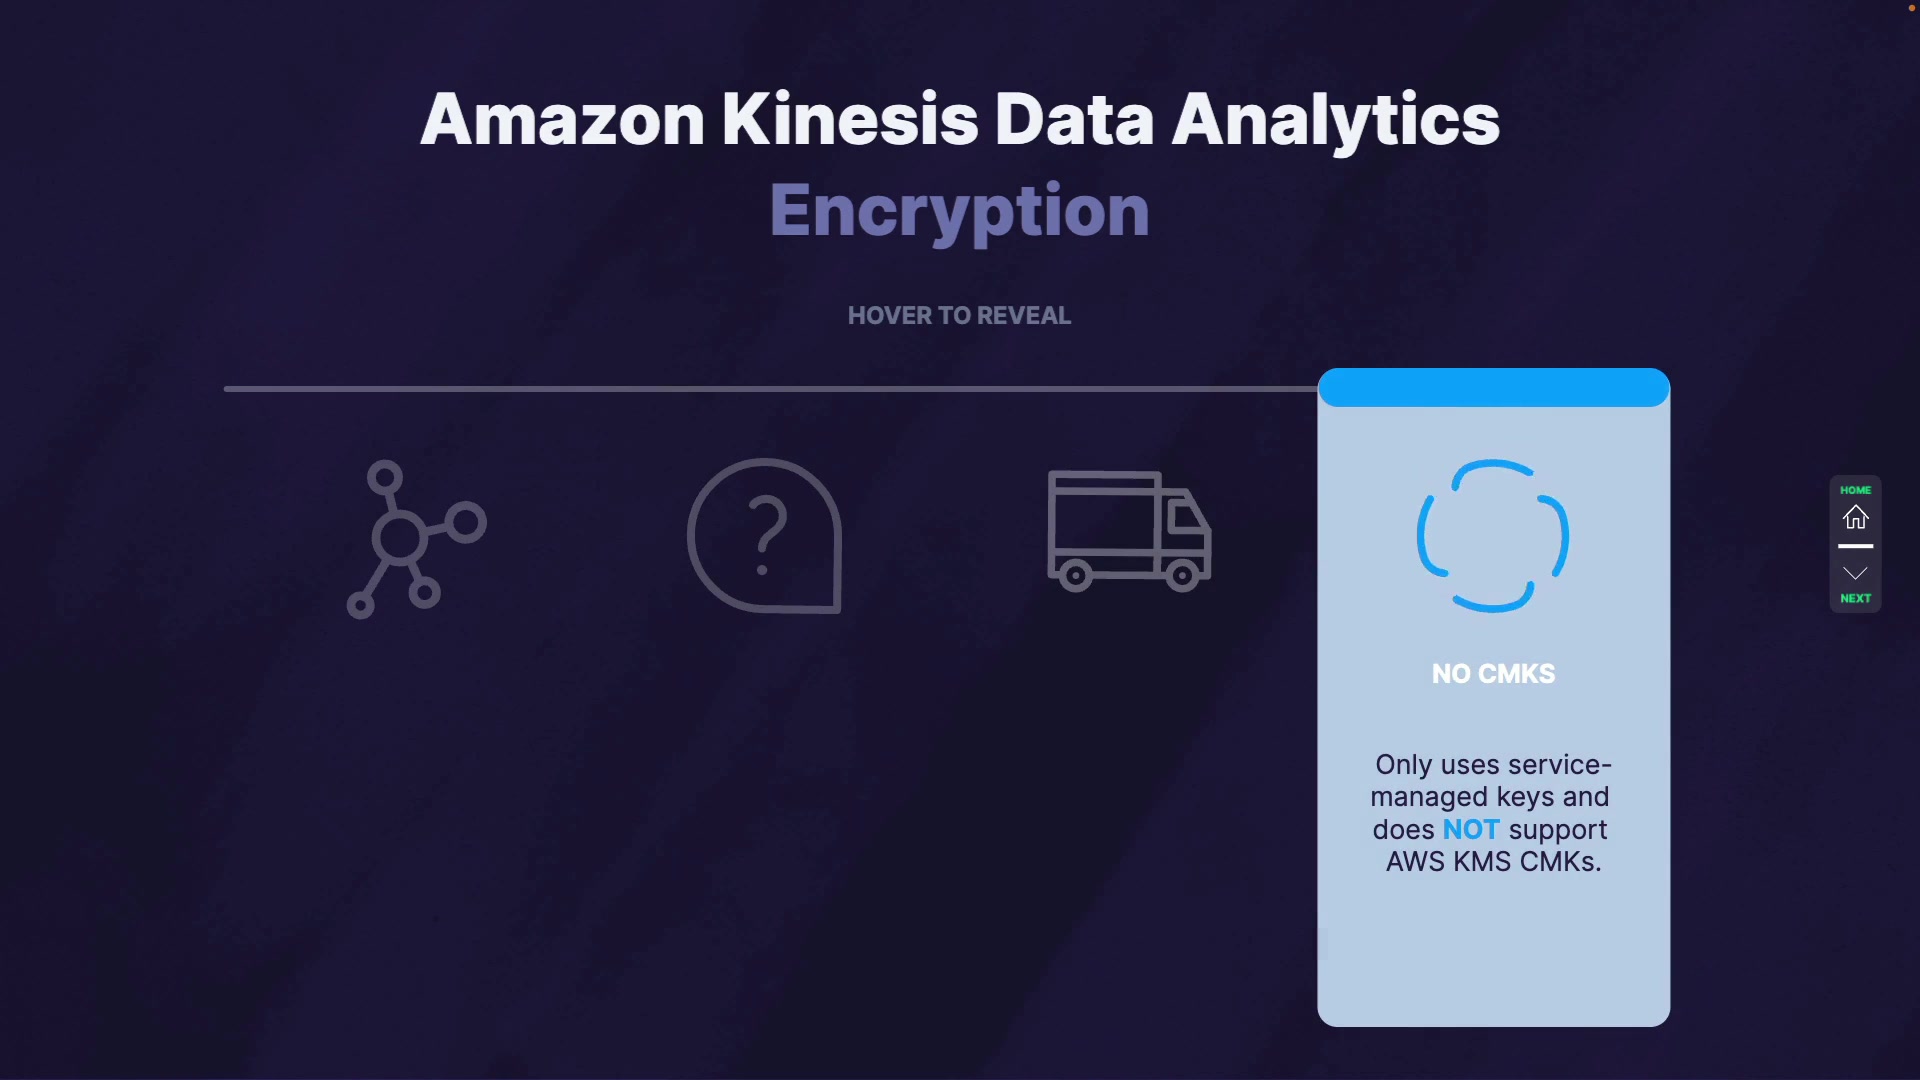 Amazon Kinesis Data Analytics
Encryption
HOVER TO REVEAL
?
HOME
NEXT
NO CMKS
Only uses service-
managed keys and
does NOT support
AWS KMS CMKs.